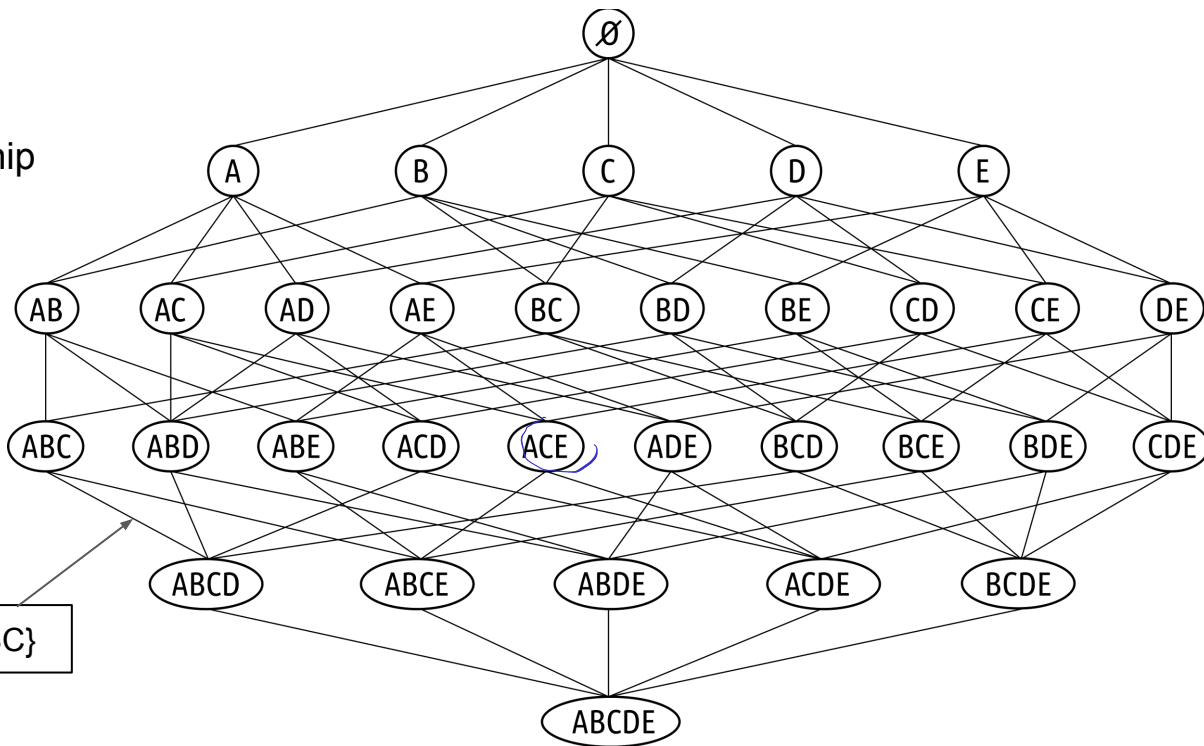 Ø
hip
A B C D E
AB AC AD AE BC BD BE CD CE DE
ABC ABD ABE ACD ACE ADE BCD BCE BDE CDE
ABCD ABCE ABDE ACDE BCDE
C}
ABCDE